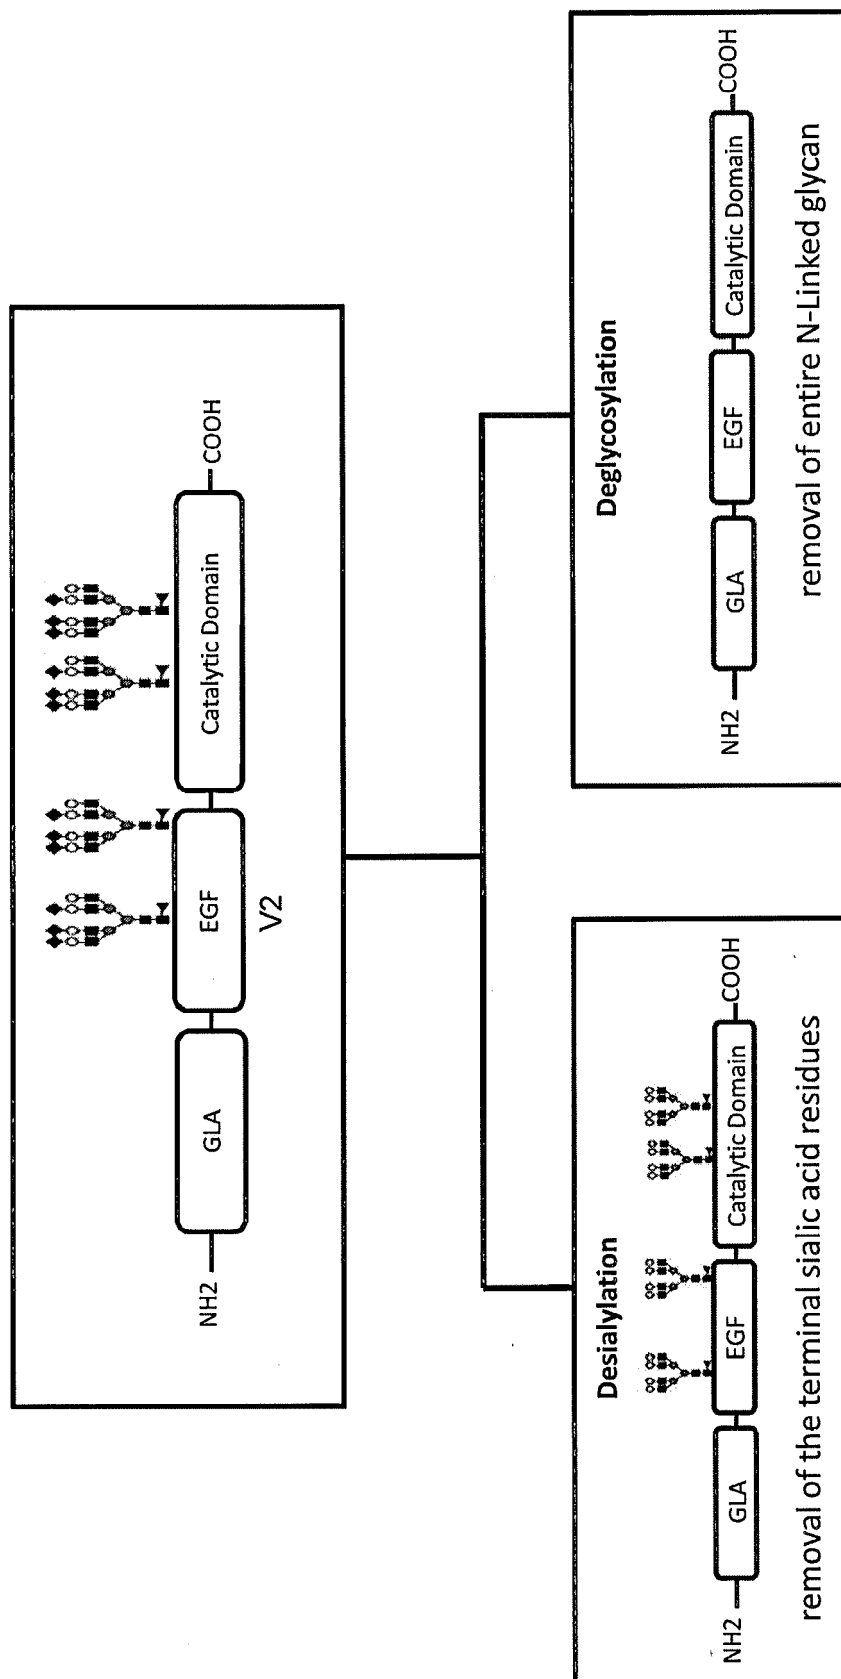 NH2
GLA
EGF
Catalytic Domain
COOH
V2
Desialylation
NH2
GLA
EGF
Catalytic Domain
COOH
removal of the terminal sialic acid residues
Deglycosylation
NH2
GLA
EGF
Catalytic Domain
COOH
removal of entire N-Linked glycan